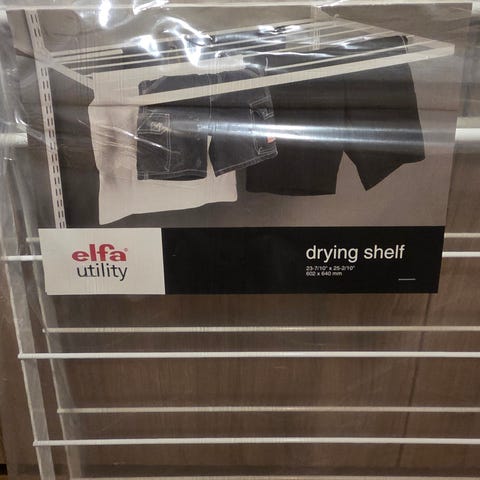 elfa®
utility
drying shelf
23-7/10" x 25-2/10"
602 x 640 mm